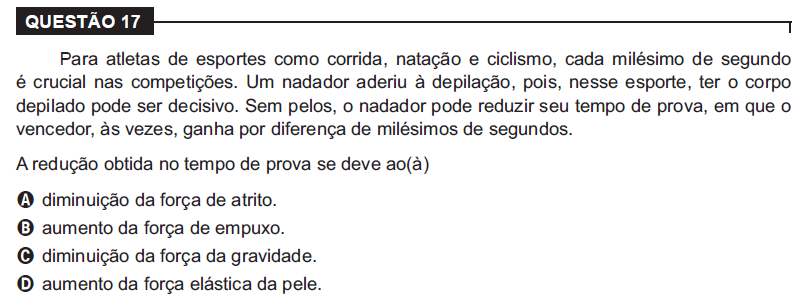 QUESTÃO 17
Para atletas de esportes como corrida, natação e ciclismo, cada milésimo de segundo
é crucial nas competições. Um nadador aderiu à depilação, pois, nesse esporte, ter o corpo
depilado pode ser decisivo. Sem pelos, o nadador pode reduzir seu tempo de prova, em que o
vencedor, às vezes, ganha por diferença de milésimos de segundos.
A redução obtida no tempo de prova se deve ao(à)
A diminuição da força de atrito.
B aumento da força de empuxo.
C diminuição da força da gravidade.
D aumento da força elástica da pele.